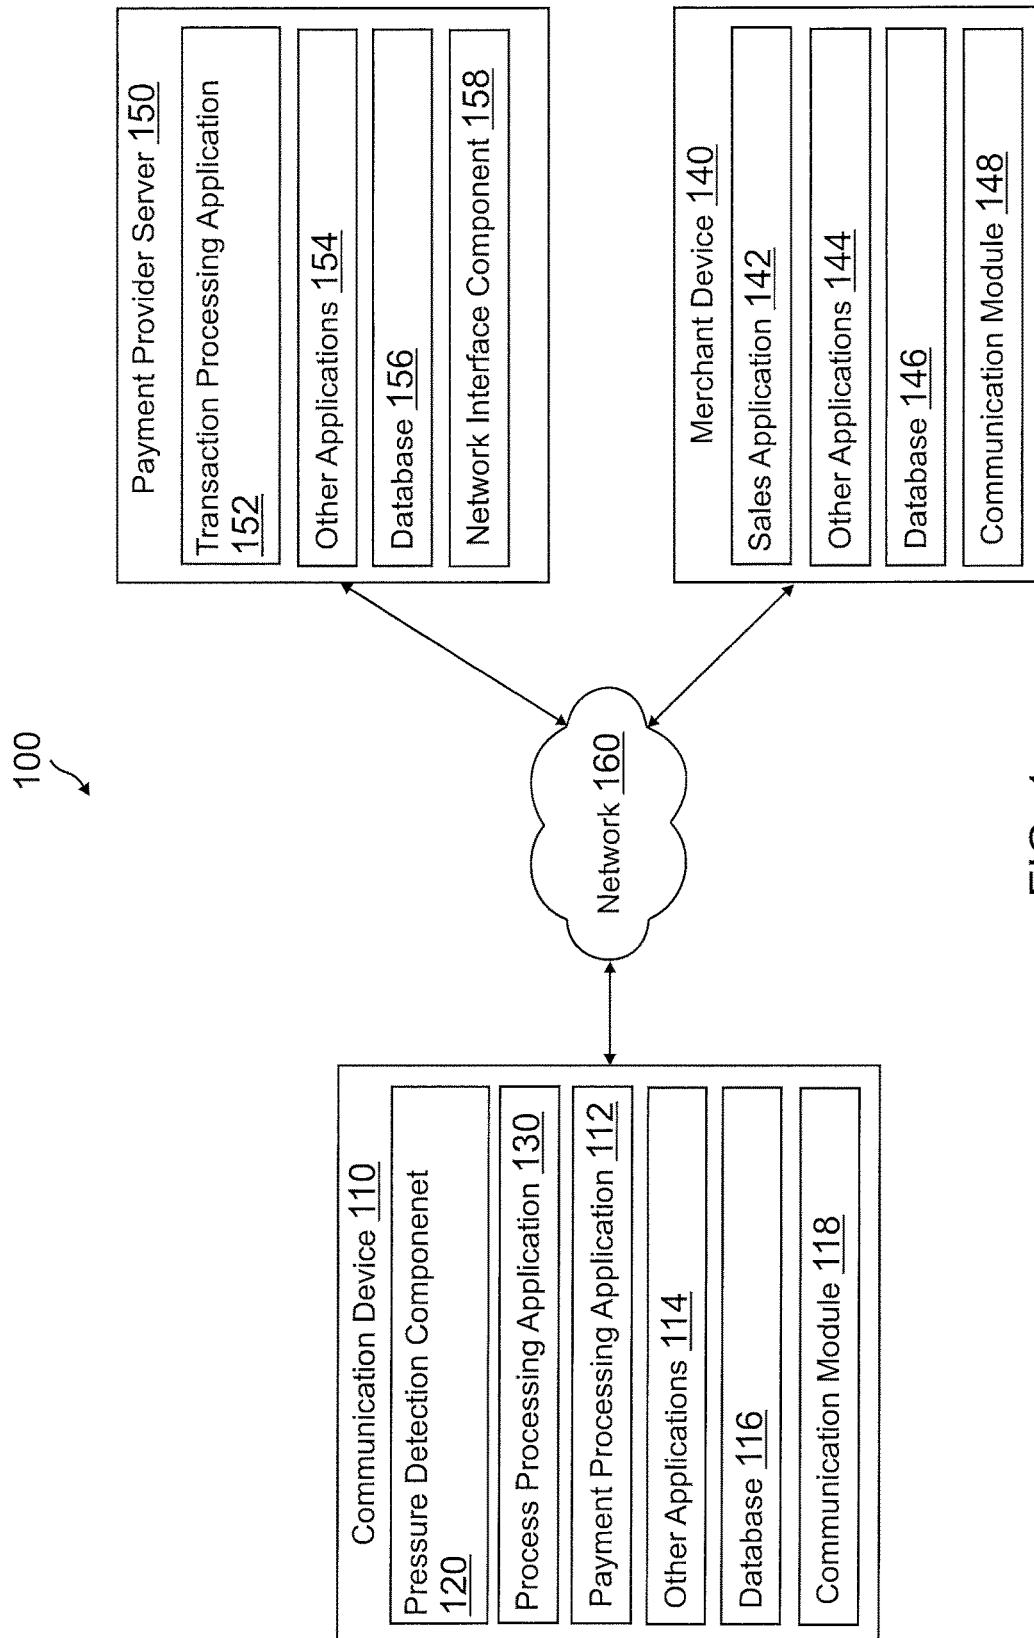 100
Communication Device 110
Pressure Detection Componenet
120
Process Processing Application 130
Payment Processing Application 112
Other Applications 114
Database 116
Communication Module 118
Network 160
Payment Provider Server 150
Transaction Processing Application
152
Other Applications 154
Database 156
Network Interface Component 158
Merchant Device 140
Sales Application 142
Other Applications 144
Database 146
Communication Module 148